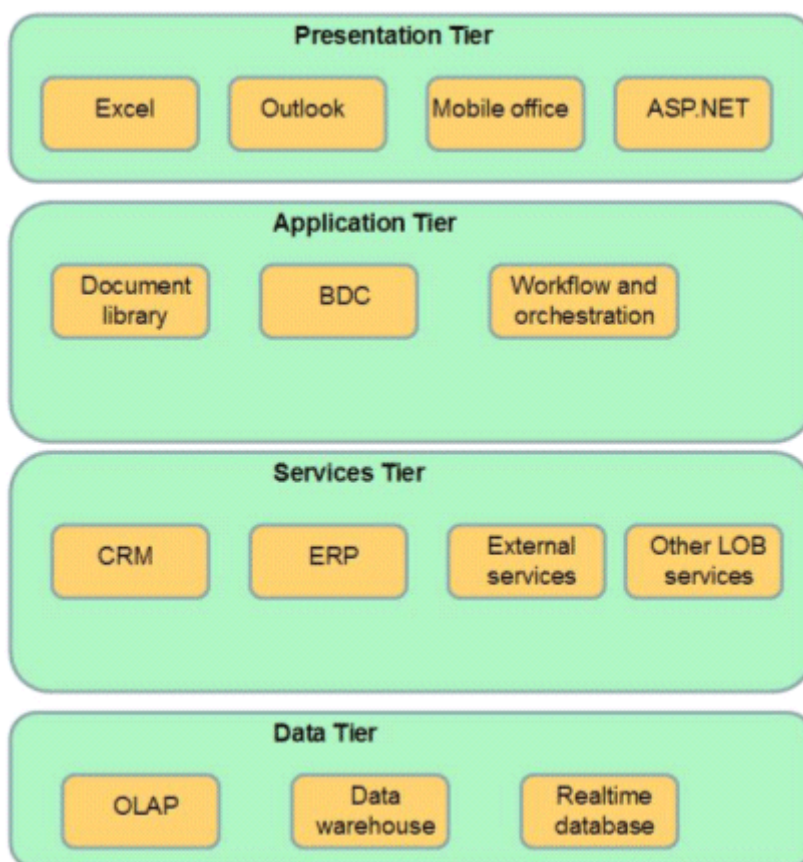 Presentation Tier
Excel
Outlook
Mobile office
ASP.NET
Application Tier
Document
library
BDC
Workflow and
orchestration
Services Tier
CRM
ERP
External
services
Other LOB
services
Data Tier
OLAP
Data
warehouse
Realtime
database